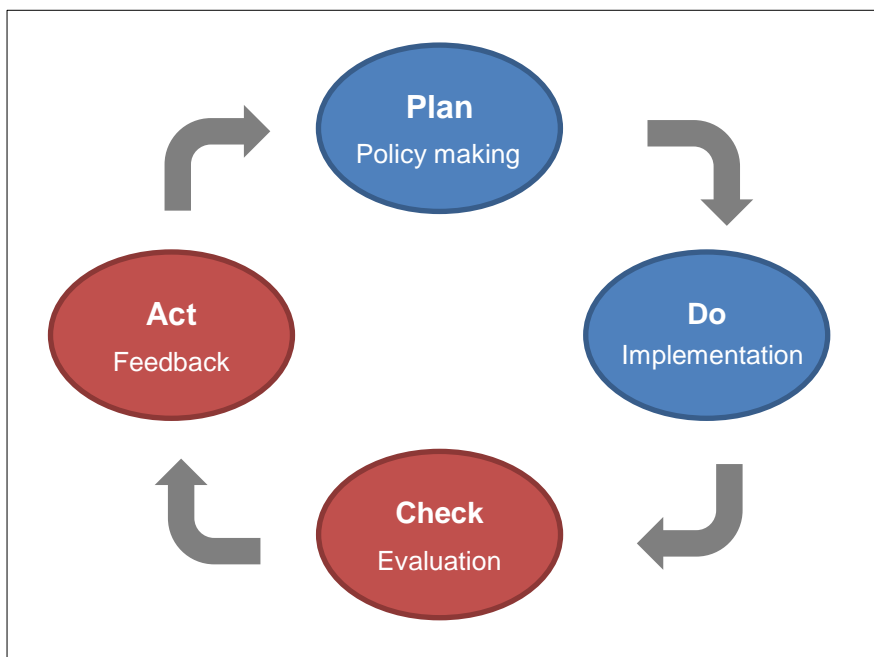 Plan
Policy making
Do
Implementation
Check
Evaluation
Act
Feedback